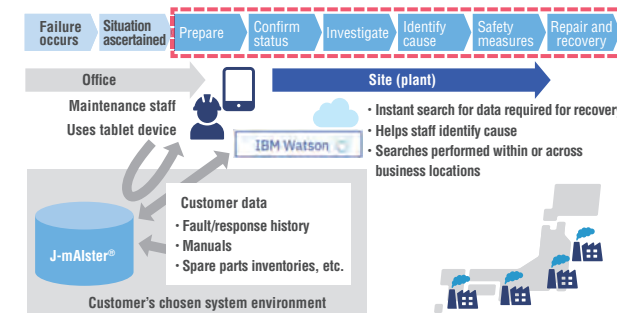 Failure
occurs
Situation
ascertained
Prepare
Confirm
status
Investigate
Identify
cause
Safety
measures
Repair and
recovery
Office
Site (plant)
Maintenance staff
Uses tablet device
IBM Watson
・Instant search for data required for recovery
・Helps staff identify cause
・Searches performed within or across
business locations
Customer data
・Fault/response history
・Manuals
・Spare parts inventories, etc.
J-mAIster®
Customer's chosen system environment